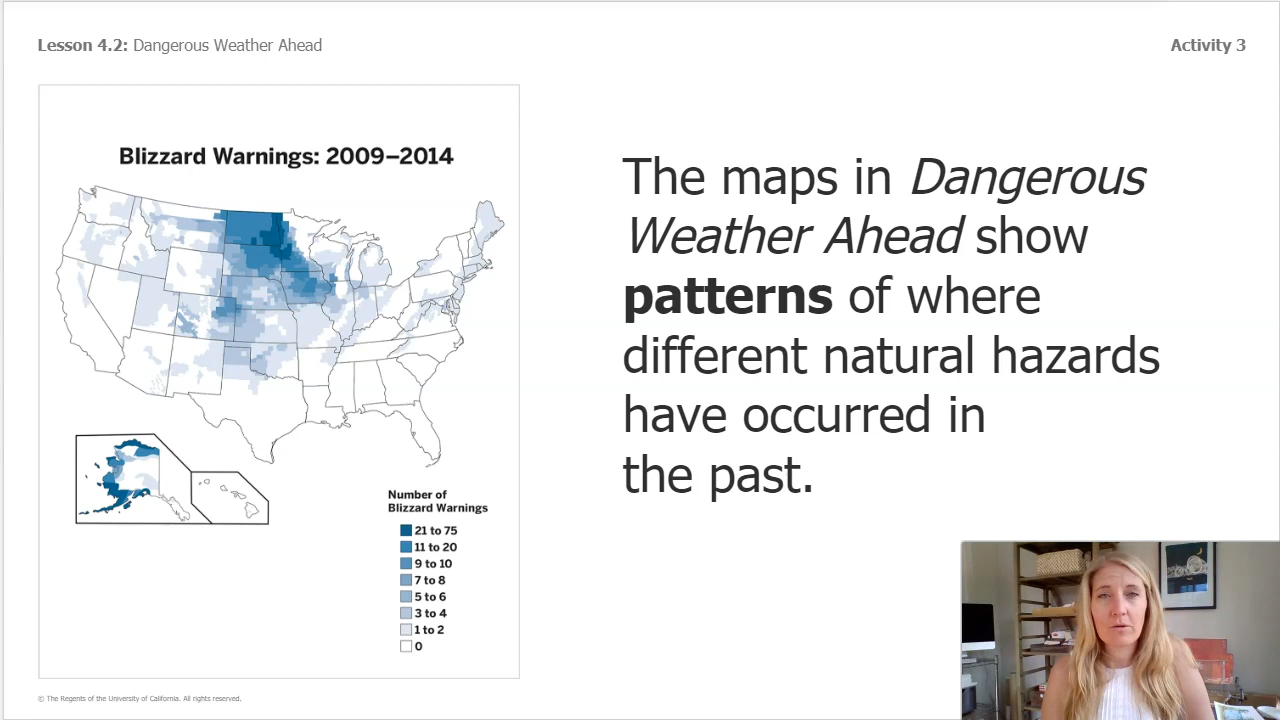 Lesson 4.2: Dangerous Weather Ahead
Activity 3
Blizzard Warnings: 2009–2014
The maps in Dangerous
Weather Ahead show
patterns of where
different natural hazards
have occurred in
the past.
Number of
Blizzard Warnings
21 to 75
11 to 20
9 to 10
7 to 8
5 to 6
3 to 4
1 to 2
0
© The Regents of the University of California. All rights reserved.